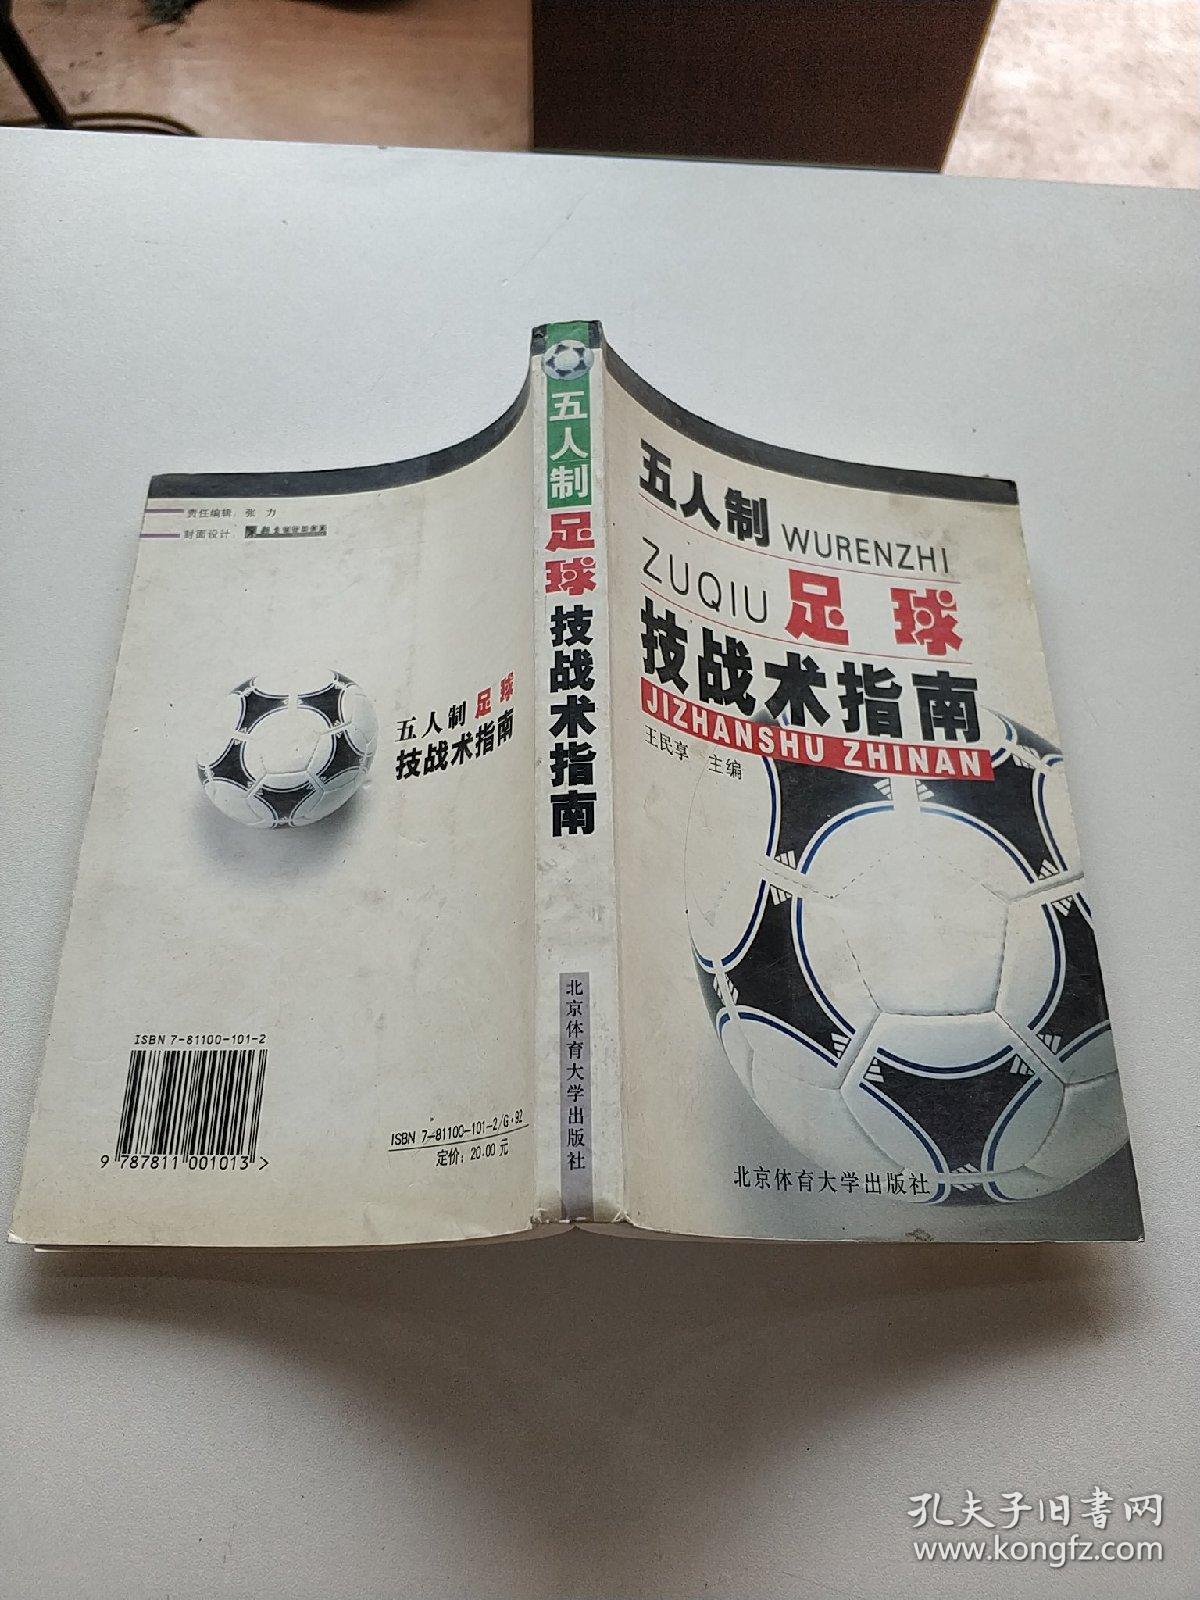 五人制 WURENZHI
ZUQIU 足球
技战术指南
JIZHANSHU ZHINAN
王民享 主编
北京体育大学出版社
五人制足球技战术指南
北京体育大学出版社
责任编辑：张 力
封面设计：
五人制足球
技战术指南
ISBN 7-81100-101-2
9 787811 001013 >
ISBN 7-81100-101-2/G·92
定价：20.00元
孔夫子旧书网
www.kongfz.com